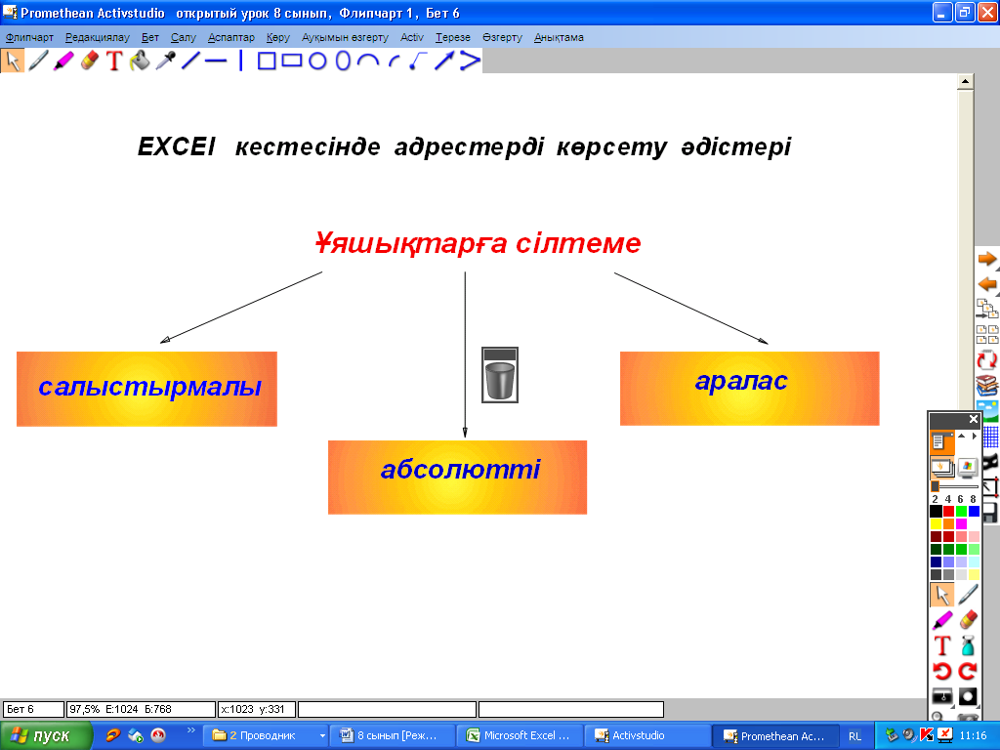 Promethean Activstudio открытый урок 8 сынып, Флипчарт 1, Бет 6
Флипчарт Редакциялау Бет Салу Аспаптар Көру Ауқымын өзгерту Activ Терезе Өзгерту Анықтама
EXCEl кестесінде адрестерді көрсету әдістері
Ұяшықтарға сілтеме
салыстырмалы
аралас
абсолютті
2 4 6 8
Бет 6 97,5% E:1024 Б:768 x:1023 y:331
пуск » 2 Проводник 8 сынып [Реж... Microsoft Excel ... Activstudio Promethean Ac... RL 11:16